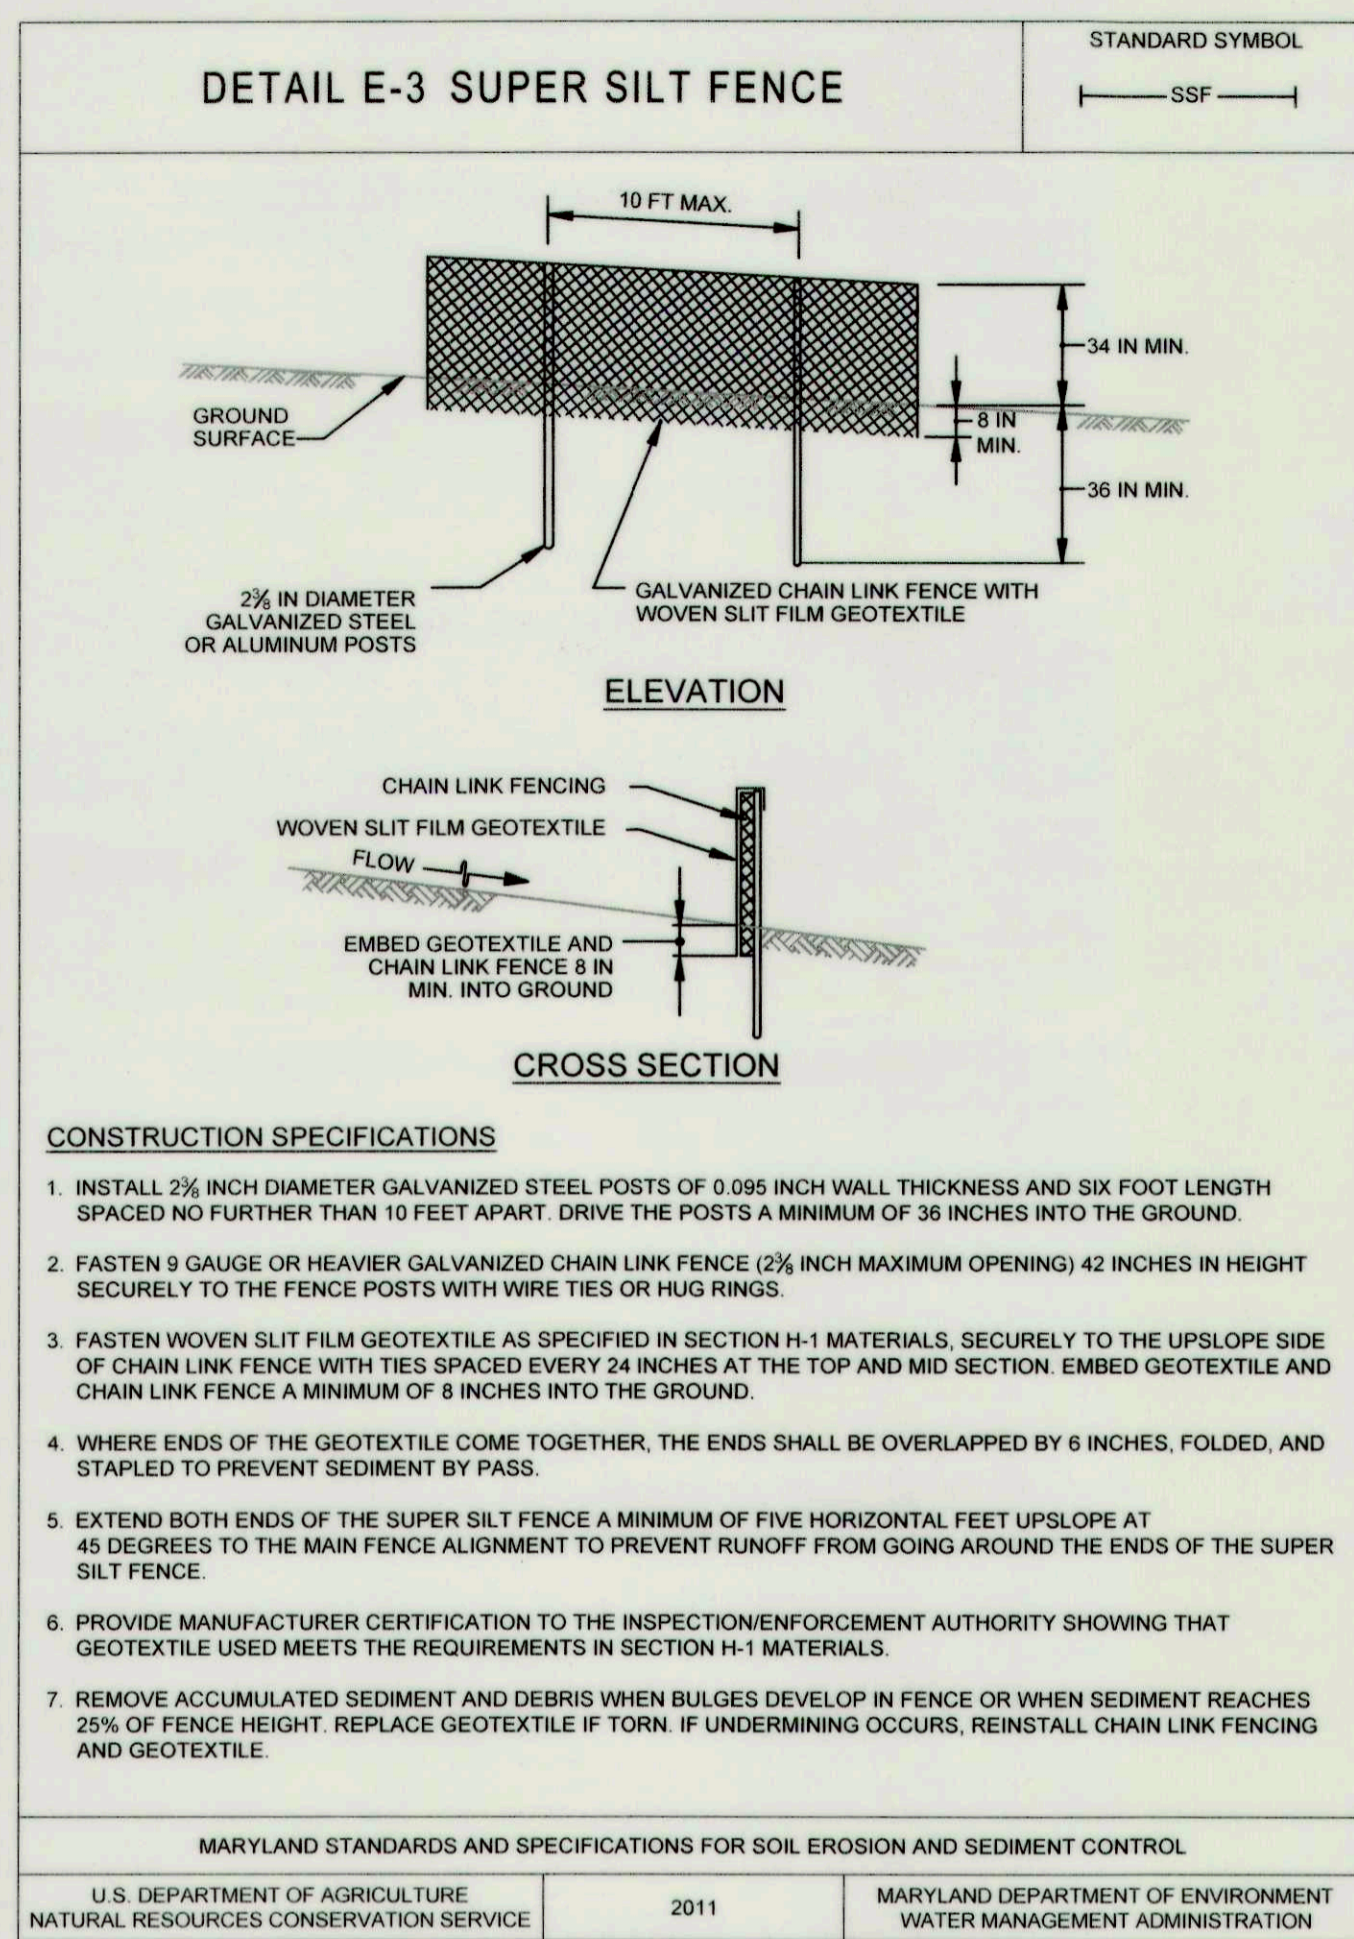 DETAIL E-3 SUPER SILT FENCE
STANDARD SYMBOL
SSF
10 FT MAX.
34 IN MIN.
GROUND
SURFACE
8 IN
MIN.
36 IN MIN.
2⅜ IN DIAMETER
GALVANIZED STEEL
OR ALUMINUM POSTS
GALVANIZED CHAIN LINK FENCE WITH
WOVEN SLIT FILM GEOTEXTILE
ELEVATION
CHAIN LINK FENCING
WOVEN SLIT FILM GEOTEXTILE
FLOW
EMBED GEOTEXTILE AND
CHAIN LINK FENCE 8 IN
MIN. INTO GROUND
CROSS SECTION
CONSTRUCTION SPECIFICATIONS
1. INSTALL 2⅜ INCH DIAMETER GALVANIZED STEEL POSTS OF 0.095 INCH WALL THICKNESS AND SIX FOOT LENGTH
SPACED NO FURTHER THAN 10 FEET APART. DRIVE THE POSTS A MINIMUM OF 36 INCHES INTO THE GROUND.
2. FASTEN 9 GAUGE OR HEAVIER GALVANIZED CHAIN LINK FENCE (2⅜ INCH MAXIMUM OPENING) 42 INCHES IN HEIGHT
SECURELY TO THE FENCE POSTS WITH WIRE TIES OR HUG RINGS.
3. FASTEN WOVEN SLIT FILM GEOTEXTILE AS SPECIFIED IN SECTION H-1 MATERIALS, SECURELY TO THE UPSLOPE SIDE
OF CHAIN LINK FENCE WITH TIES SPACED EVERY 24 INCHES AT THE TOP AND MID SECTION. EMBED GEOTEXTILE AND
CHAIN LINK FENCE A MINIMUM OF 8 INCHES INTO THE GROUND.
4. WHERE ENDS OF THE GEOTEXTILE COME TOGETHER, THE ENDS SHALL BE OVERLAPPED BY 6 INCHES, FOLDED, AND
STAPLED TO PREVENT SEDIMENT BY PASS.
5. EXTEND BOTH ENDS OF THE SUPER SILT FENCE A MINIMUM OF FIVE HORIZONTAL FEET UPSLOPE AT
45 DEGREES TO THE MAIN FENCE ALIGNMENT TO PREVENT RUNOFF FROM GOING AROUND THE ENDS OF THE SUPER
SILT FENCE.
6. PROVIDE MANUFACTURER CERTIFICATION TO THE INSPECTION/ENFORCEMENT AUTHORITY SHOWING THAT
GEOTEXTILE USED MEETS THE REQUIREMENTS IN SECTION H-1 MATERIALS.
7. REMOVE ACCUMULATED SEDIMENT AND DEBRIS WHEN BULGES DEVELOP IN FENCE OR WHEN SEDIMENT REACHES
25% OF FENCE HEIGHT. REPLACE GEOTEXTILE IF TORN. IF UNDERMINING OCCURS, REINSTALL CHAIN LINK FENCING
AND GEOTEXTILE.
MARYLAND STANDARDS AND SPECIFICATIONS FOR SOIL EROSION AND SEDIMENT CONTROL
U.S. DEPARTMENT OF AGRICULTURE
NATURAL RESOURCES CONSERVATION SERVICE
2011
MARYLAND DEPARTMENT OF ENVIRONMENT
WATER MANAGEMENT ADMINISTRATION